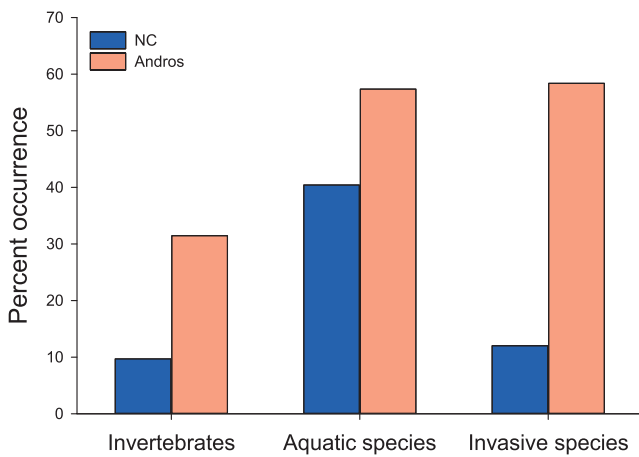 70
60
50
40
30
20
10
0
Percent occurrence
NC
Andros
Invertebrates
Aquatic species
Invasive species